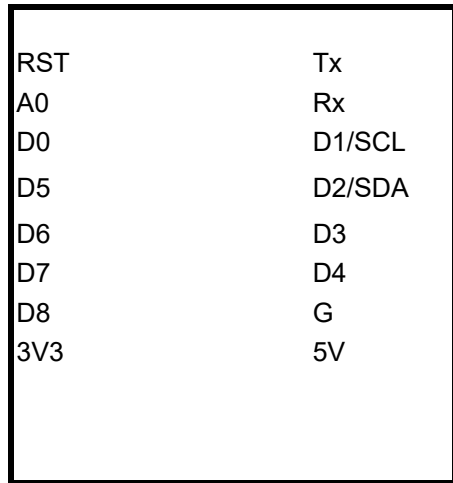 RST Tx
A0 Rx
D0 D1/SCL
D5 D2/SDA
D6 D3
D7 D4
D8 G
3V3 5V